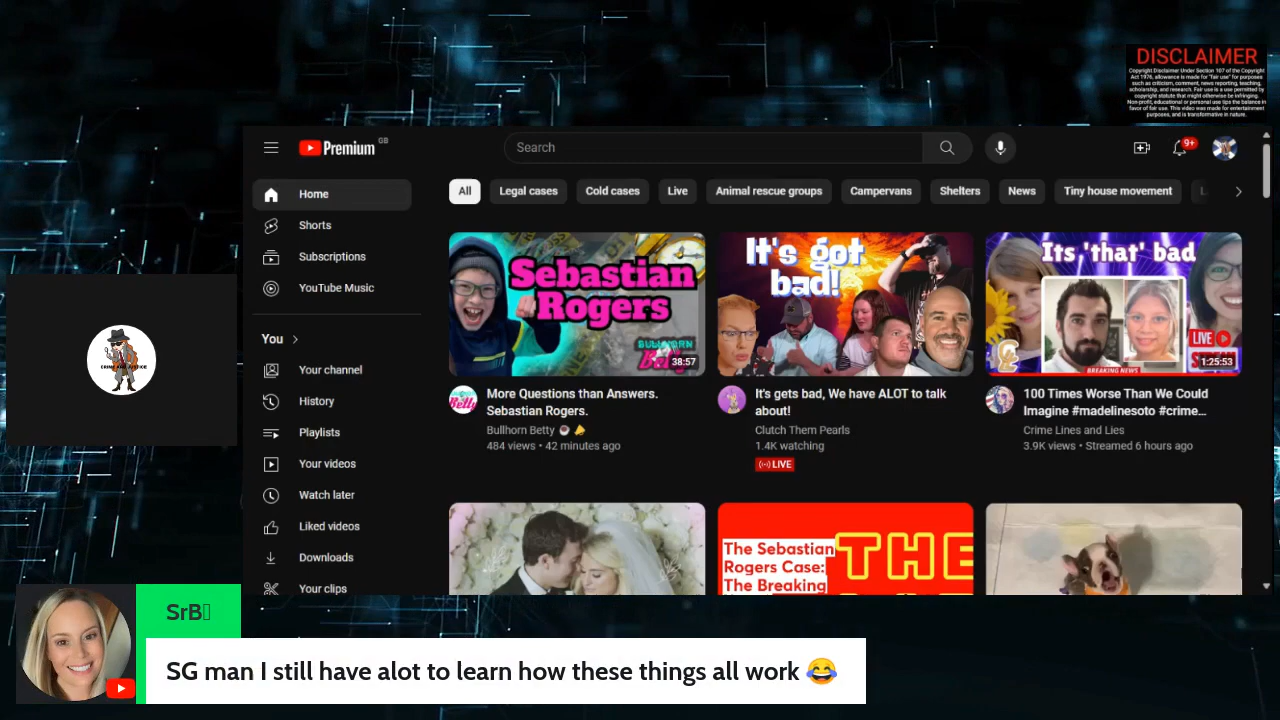 DISCLAIMER
Copyright Disclaimer Under Section 107 of the Copyright
Act 1976, allowance is made for "fair use" for purposes
such as criticism, comment, news reporting, teaching,
scholarship, and research. Fair use is a use permitted by
copyright statute that might otherwise be infringing.
Non-profit, educational or personal use tips the balance in
favor of fair use. This video was made for entertainment
purposes, and is transformative in nature.
Premium GB
Search
9+
Home
Shorts
Subscriptions
YouTube Music
You
Your channel
History
Playlists
Your videos
Watch later
Liked videos
Downloads
Your clips
All
Legal cases
Cold cases
Live
Animal rescue groups
Campervans
Shelters
News
Tiny house movement
Sebastian
Rogers
BULLHORN
Betty
38:57
More Questions than Answers.
Sebastian Rogers.
Bullhorn Betty ☕ 📣
484 views • 42 minutes ago
It's got
bad!
It's gets bad, We have ALOT to talk
about!
Clutch Them Pearls
1.4K watching
LIVE
Its 'that' bad
LIVE
BREAKING NEWS
1:25:53
100 Times Worse Than We Could
Imagine #madelinesoto #crime...
Crime Lines and Lies
3.9K views • Streamed 6 hours ago
The Sebastian
Rogers Case:
The Breaking
THE
CRIME AND JUSTICE
SrB
SG man I still have alot to learn how these things all work 😂